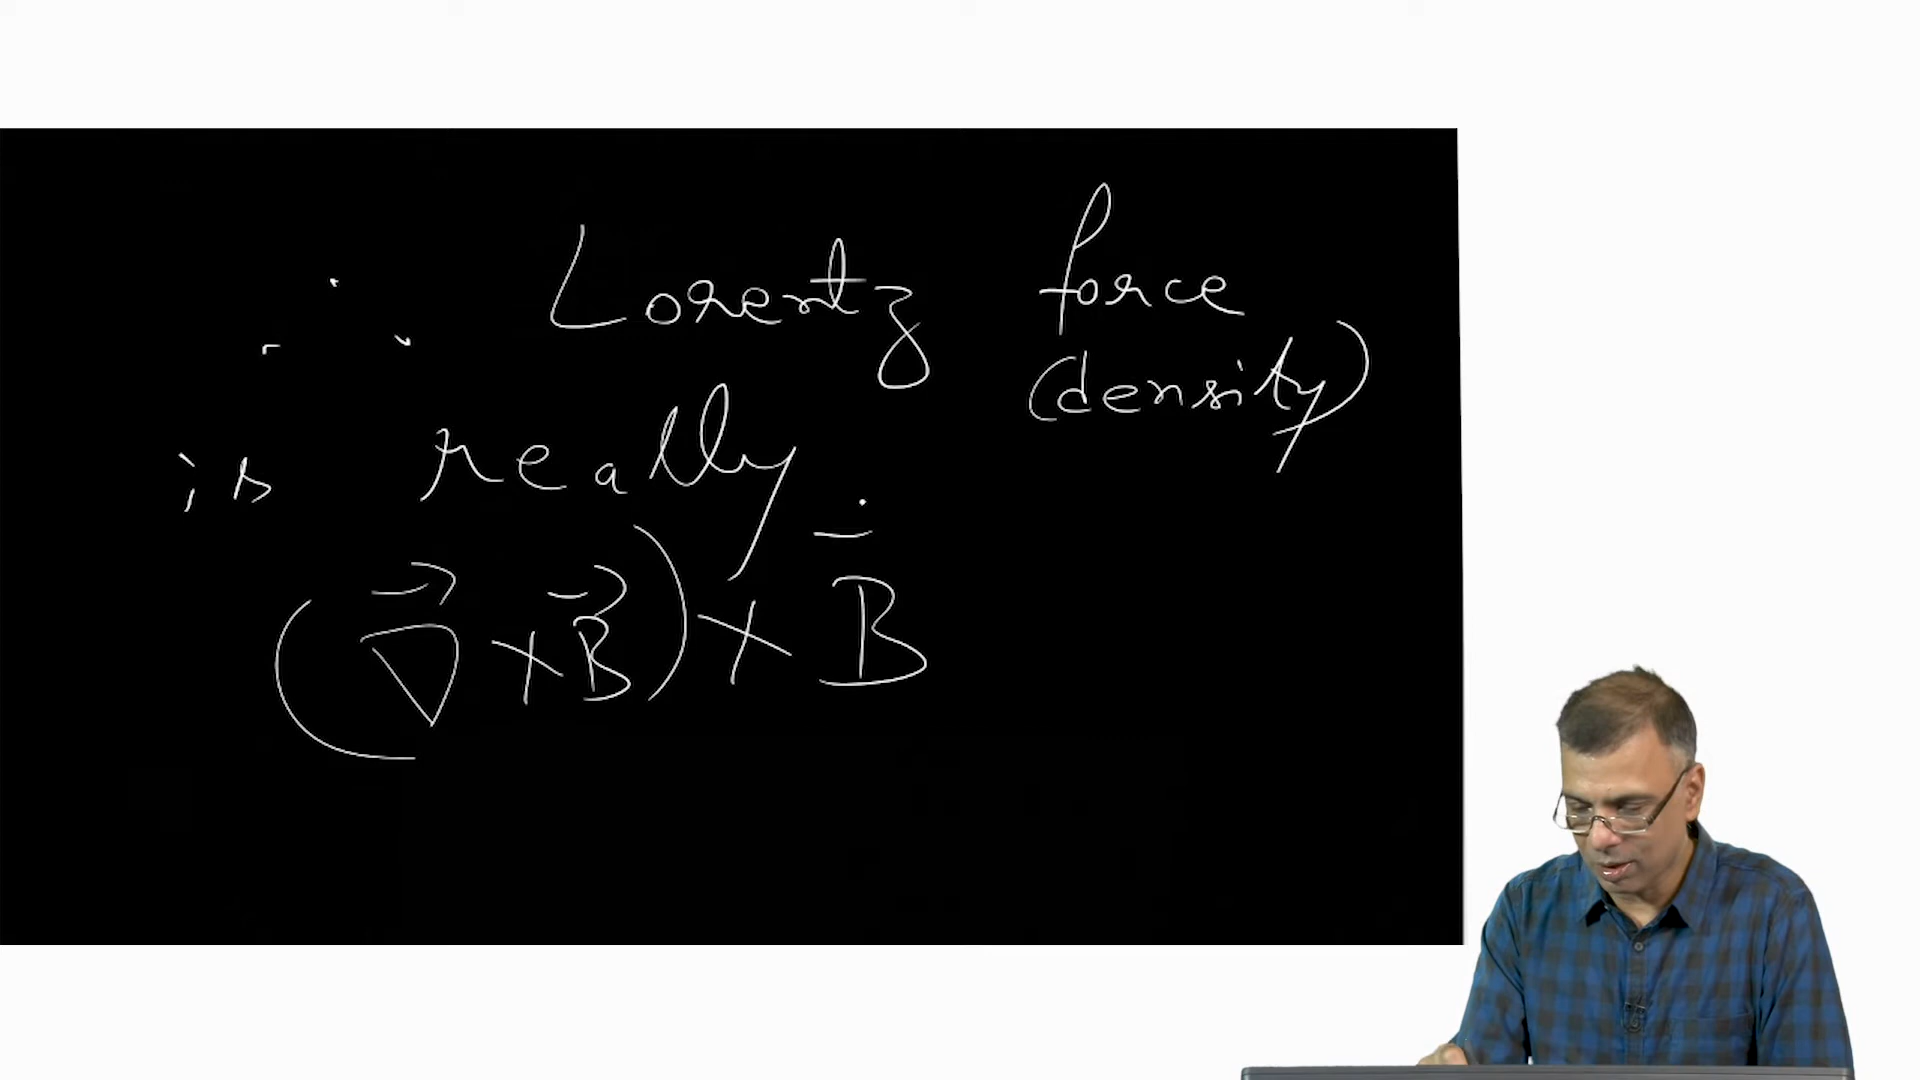 ∴ Lorentz force
(density)
is really
(∇⃗ × B⃗) × B⃗